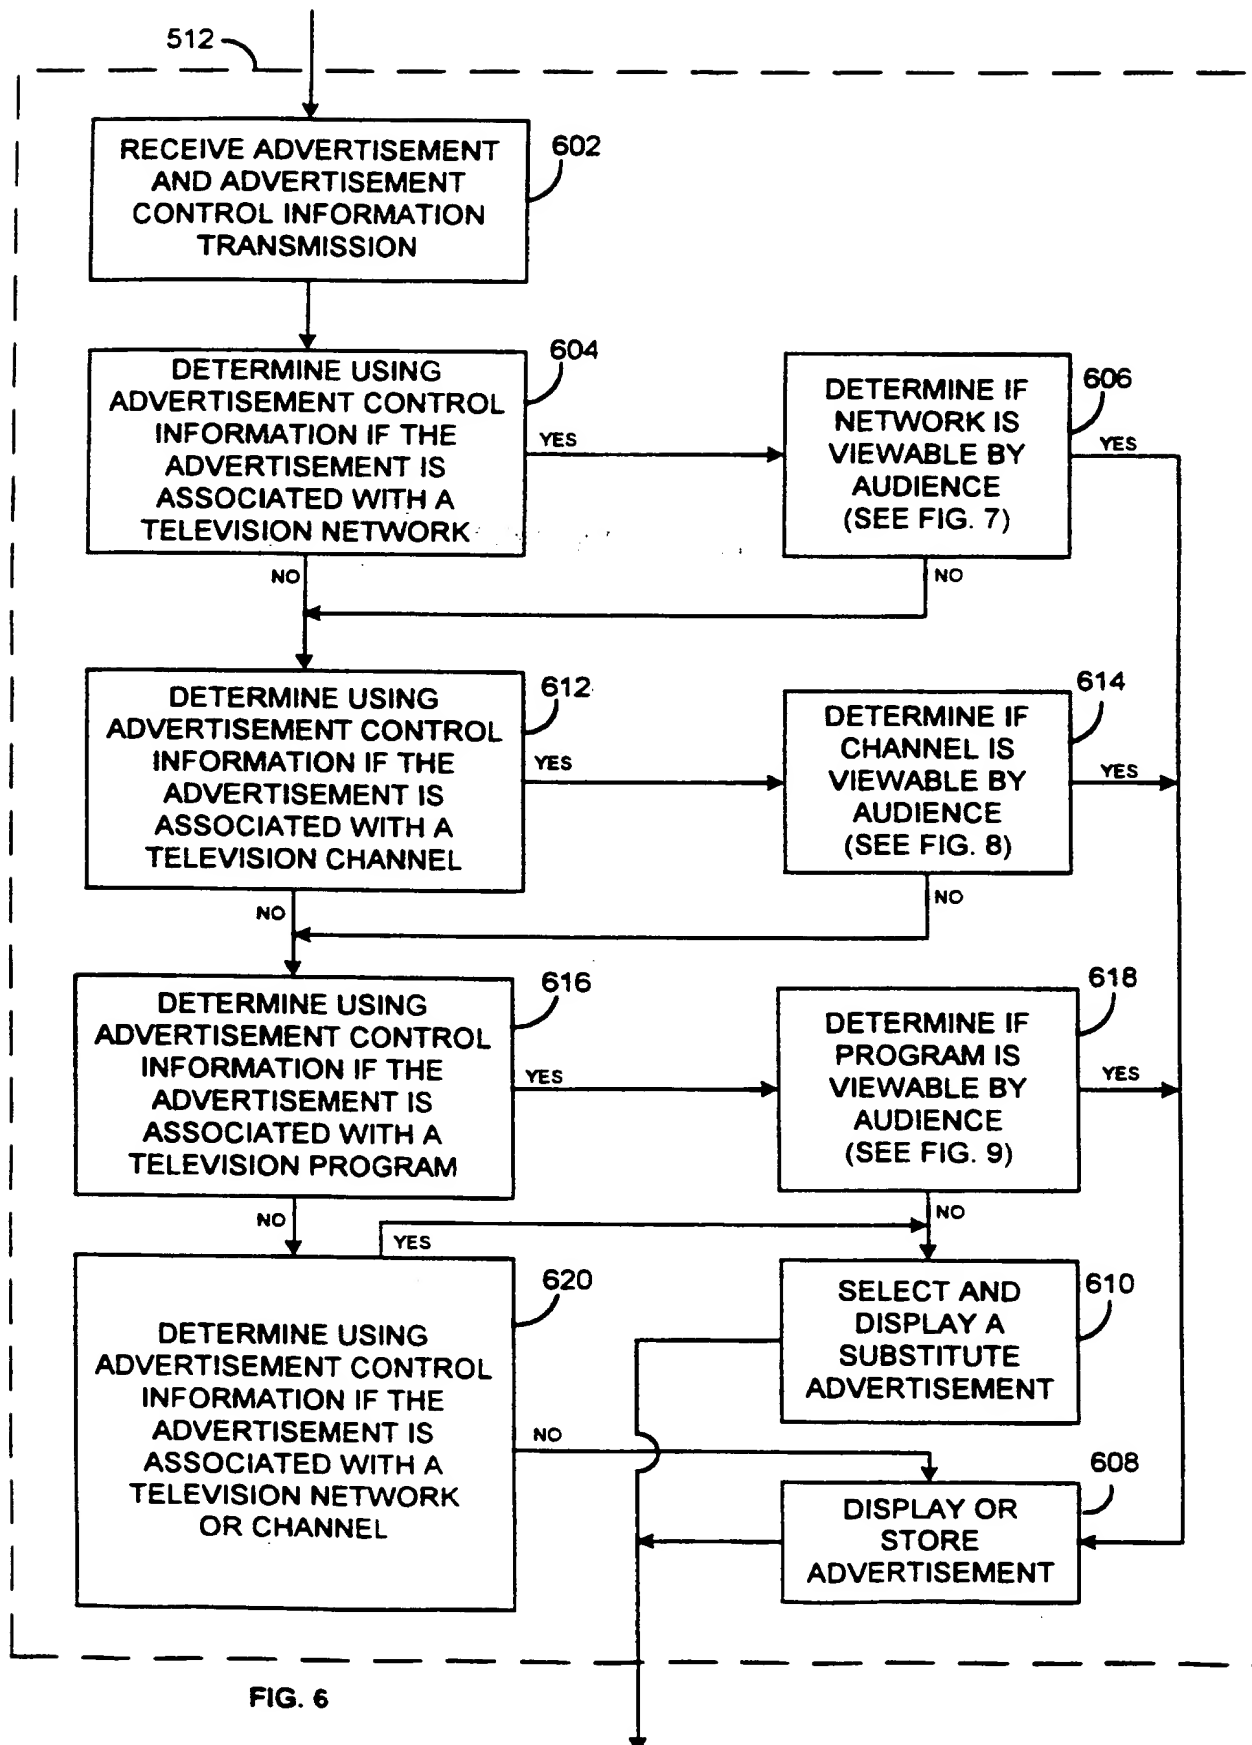 512
RECEIVE ADVERTISEMENT
AND ADVERTISEMENT
CONTROL INFORMATION
TRANSMISSION
602
DETERMINE USING
ADVERTISEMENT CONTROL
INFORMATION IF THE
ADVERTISEMENT IS
ASSOCIATED WITH A
TELEVISION NETWORK
604
YES
NO
DETERMINE IF
NETWORK IS
VIEWABLE BY
AUDIENCE
(SEE FIG. 7)
606
YES
NO
DETERMINE USING
ADVERTISEMENT CONTROL
INFORMATION IF THE
ADVERTISEMENT IS
ASSOCIATED WITH A
TELEVISION CHANNEL
612
YES
NO
DETERMINE IF
CHANNEL IS
VIEWABLE BY
AUDIENCE
(SEE FIG. 8)
614
YES
NO
DETERMINE USING
ADVERTISEMENT CONTROL
INFORMATION IF THE
ADVERTISEMENT IS
ASSOCIATED WITH A
TELEVISION PROGRAM
616
YES
NO
DETERMINE IF
PROGRAM IS
VIEWABLE BY
AUDIENCE
(SEE FIG. 9)
618
YES
NO
YES
DETERMINE USING
ADVERTISEMENT CONTROL
INFORMATION IF THE
ADVERTISEMENT IS
ASSOCIATED WITH A
TELEVISION NETWORK
OR CHANNEL
620
NO
SELECT AND
DISPLAY A
SUBSTITUTE
ADVERTISEMENT
610
DISPLAY OR
STORE
ADVERTISEMENT
608
FIG. 6